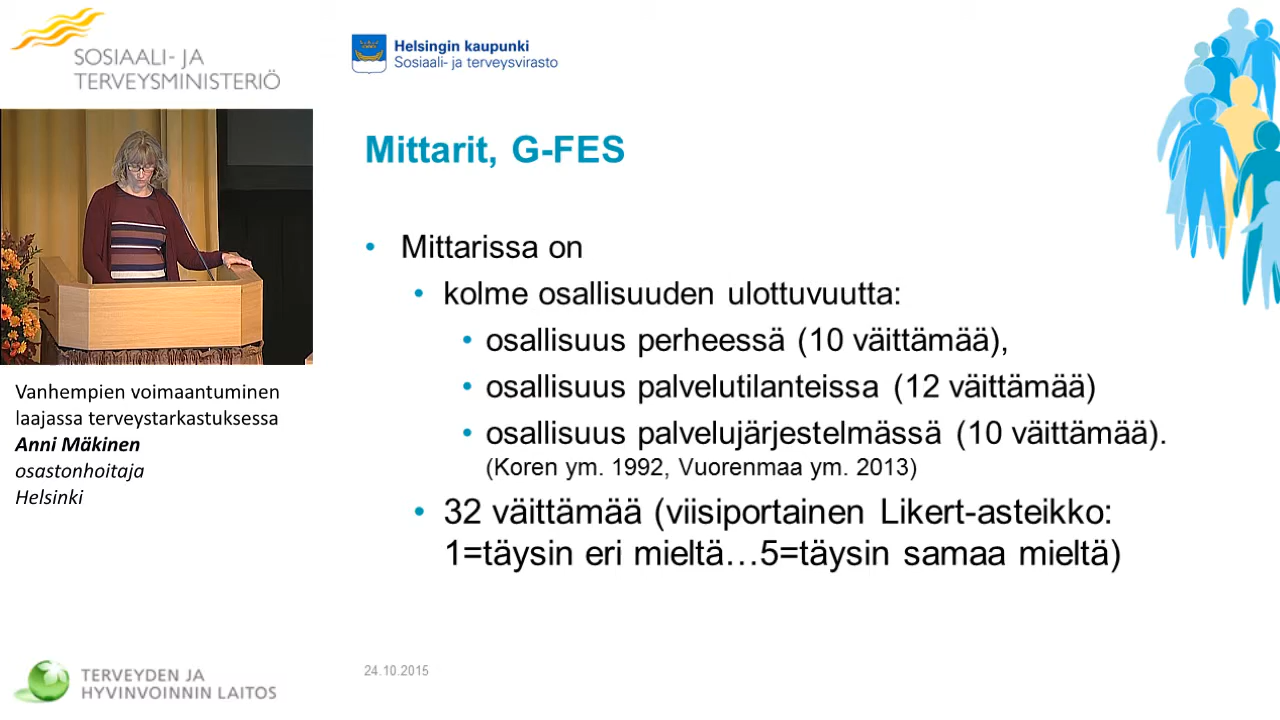 SOSIAALI- JA
TERVEYSMINISTERIÖ
Helsingin kaupunki
Sosiaali- ja terveysvirasto
Mittarit, G-FES
• Mittarissa on
• kolme osallisuuden ulottuvuutta:
• osallisuus perheessä (10 väittämää),
• osallisuus palvelutilanteissa (12 väittämää)
• osallisuus palvelujärjestelmässä (10 väittämää).
(Koren ym. 1992, Vuorenmaa ym. 2013)
• 32 väittämää (viisiportainen Likert-asteikko:
1=täysin eri mieltä…5=täysin samaa mieltä)
Vanhempien voimaantuminen
laajassa terveystarkastuksessa
Anni Mäkinen
osastonhoitaja
Helsinki
TERVEYDEN JA
HYVINVOINNIN LAITOS
24.10.2015